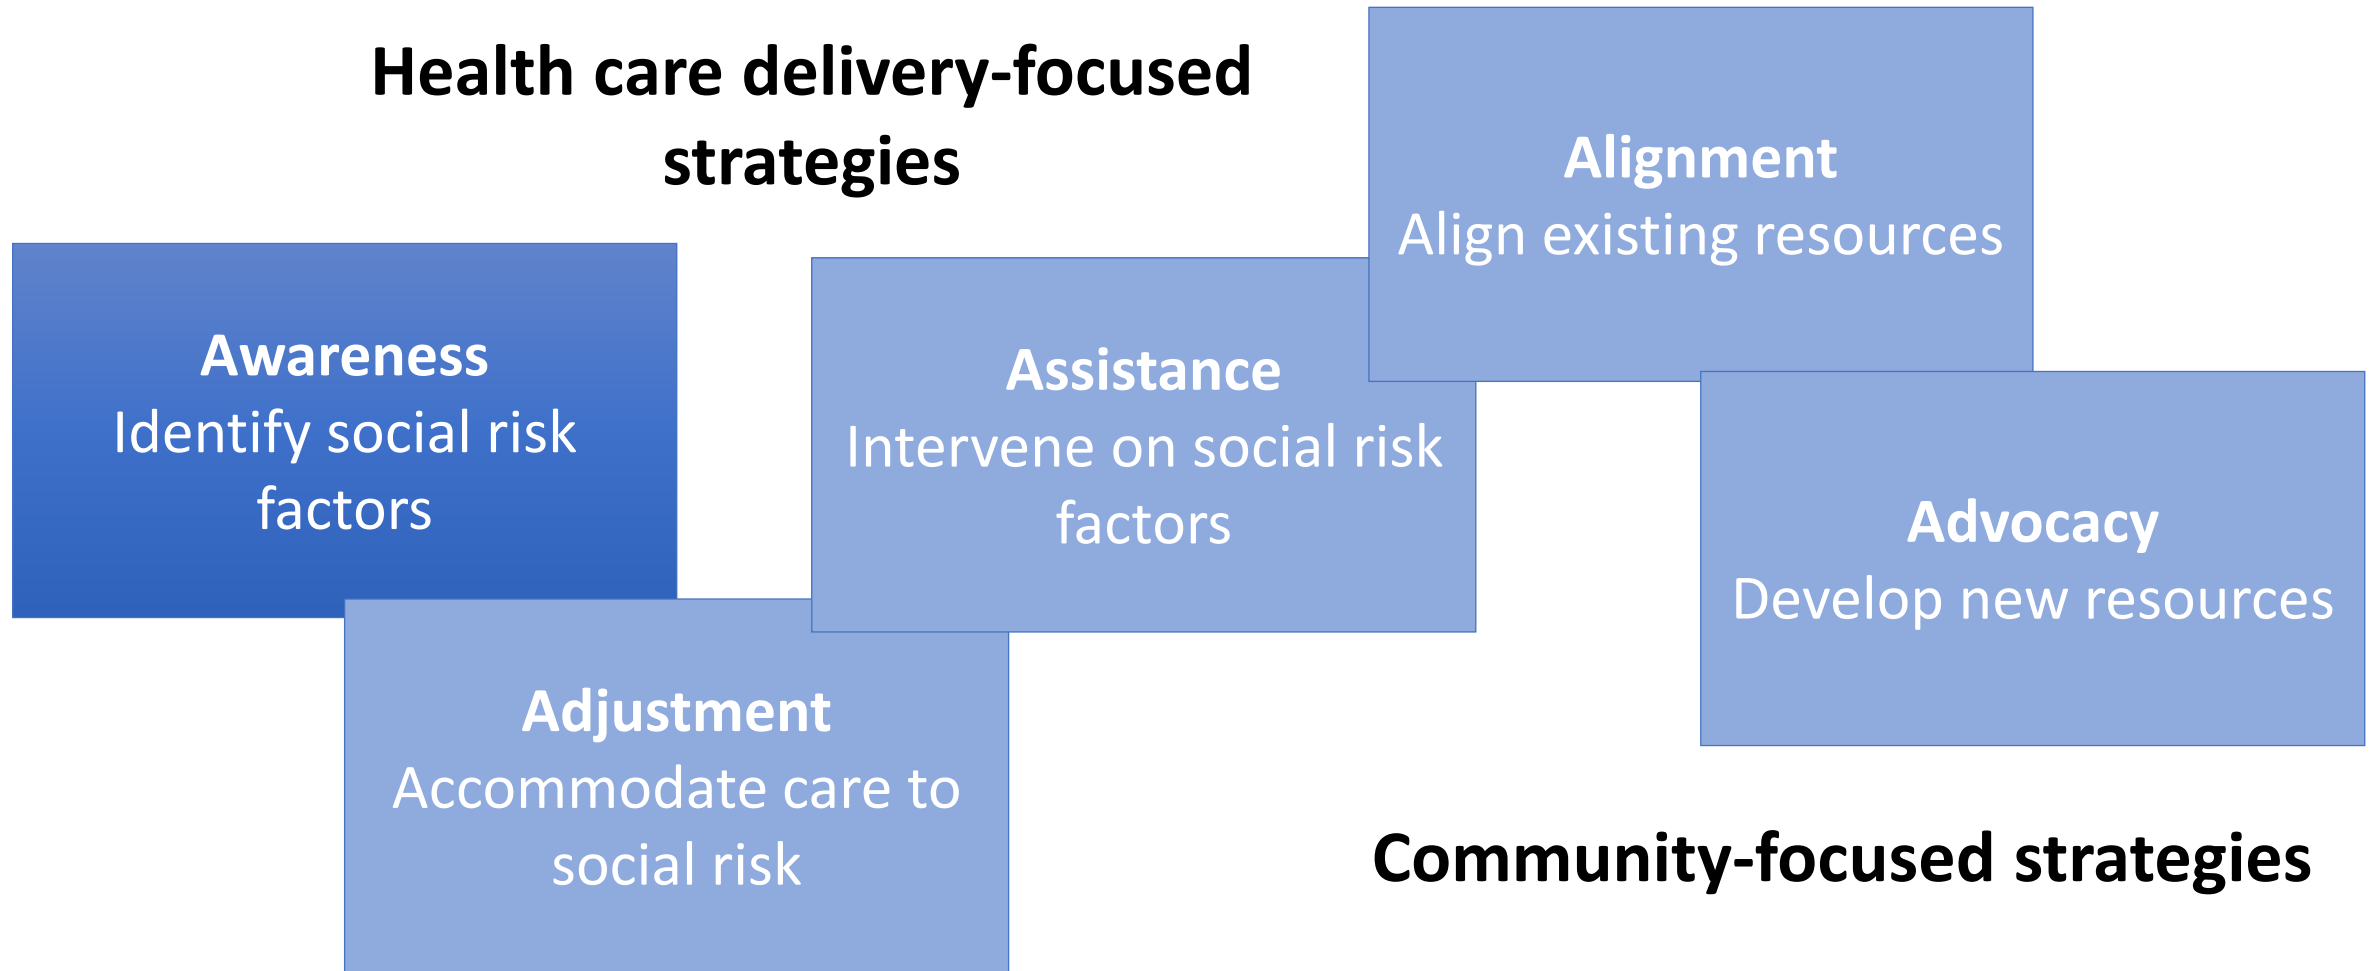 Health care delivery-focused
strategies
Awareness
Identify social risk
factors
Adjustment
Accommodate care to
social risk
Assistance
Intervene on social risk
factors
Alignment
Align existing resources
Advocacy
Develop new resources
Community-focused strategies